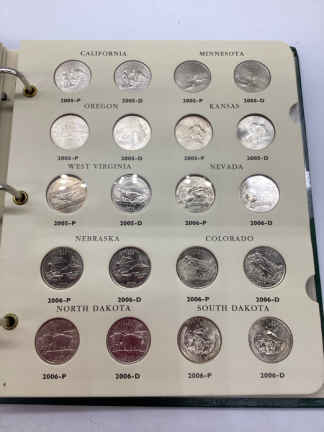 CALIFORNIA MINNESOTA
2005-P 2005-D 2005-P 2005-D
OREGON KANSAS
2005-P 2005-D 2005-P 2005-D
WEST VIRGINIA NEVADA
2005-P 2005-D 2006-P 2006-D
NEBRASKA COLORADO
2006-P 2006-D 2006-P 2006-D
NORTH DAKOTA SOUTH DAKOTA
2006-P 2006-D 2006-P 2006-D